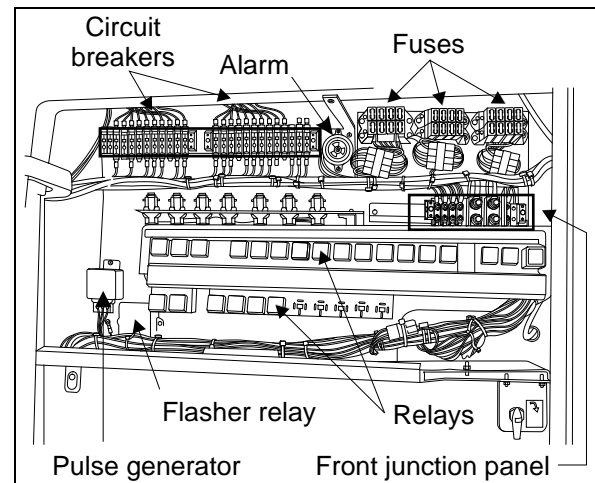 Circuit
breakers
Alarm
Fuses
Flasher relay
Relays
Pulse generator
Front junction panel